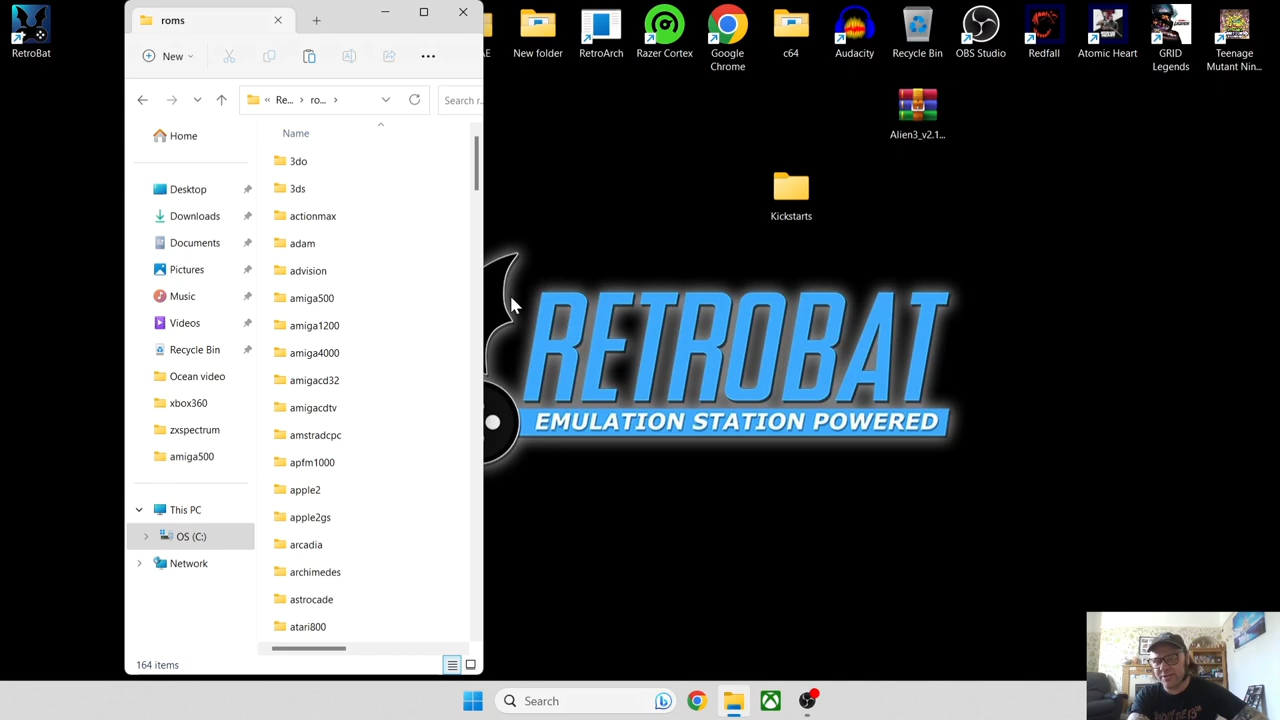 RetroBat
roms
New
Re...
ro...
Search r
Name
Home
Desktop
Downloads
Documents
Pictures
Music
Videos
Recycle Bin
Ocean video
xbox360
zxspectrum
amiga500
This PC
OS (C:)
Network
3do
3ds
actionmax
adam
advision
amiga500
amiga1200
amiga4000
amigacd32
amigacdtv
amstradcpc
apfm1000
apple2
apple2gs
arcadia
archimedes
astrocade
atari800
164 items
AE
New folder
RetroArch
Razer Cortex
Google
Chrome
c64
Audacity
Recycle Bin
OBS Studio
Redfall
Atomic Heart
GRID
Legends
Teenage
Mutant Nin...
Alien3_v2.1...
Kickstarts
RETROBAT
EMULATION STATION POWERED
Search